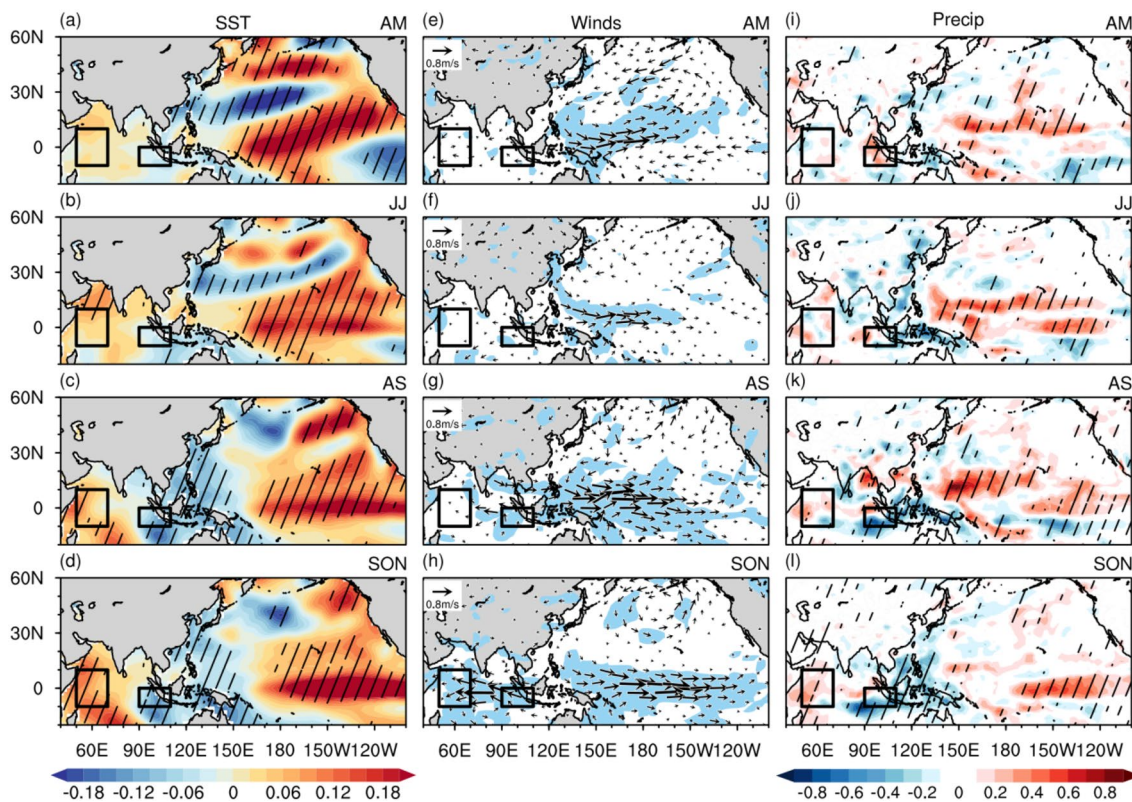 (a) SST AM (e) Winds AM (i) Precip AM
60N
0.8m/s
30N
0
(b) JJ (f) JJ (j) JJ
60N
0.8m/s
30N
0
(c) AS (g) AS (k) AS
60N
0.8m/s
30N
0
(d) SON (h) SON (l) SON
60N
0.8m/s
30N
0
60E 90E 120E 150E 180 150W 120W 60E 90E 120E 150E 180 150W 120W 60E 90E 120E 150E 180 150W 120W
-0.18 -0.12 -0.06 0 0.06 0.12 0.18 -0.8 -0.6 -0.4 -0.2 0 0.2 0.4 0.6 0.8